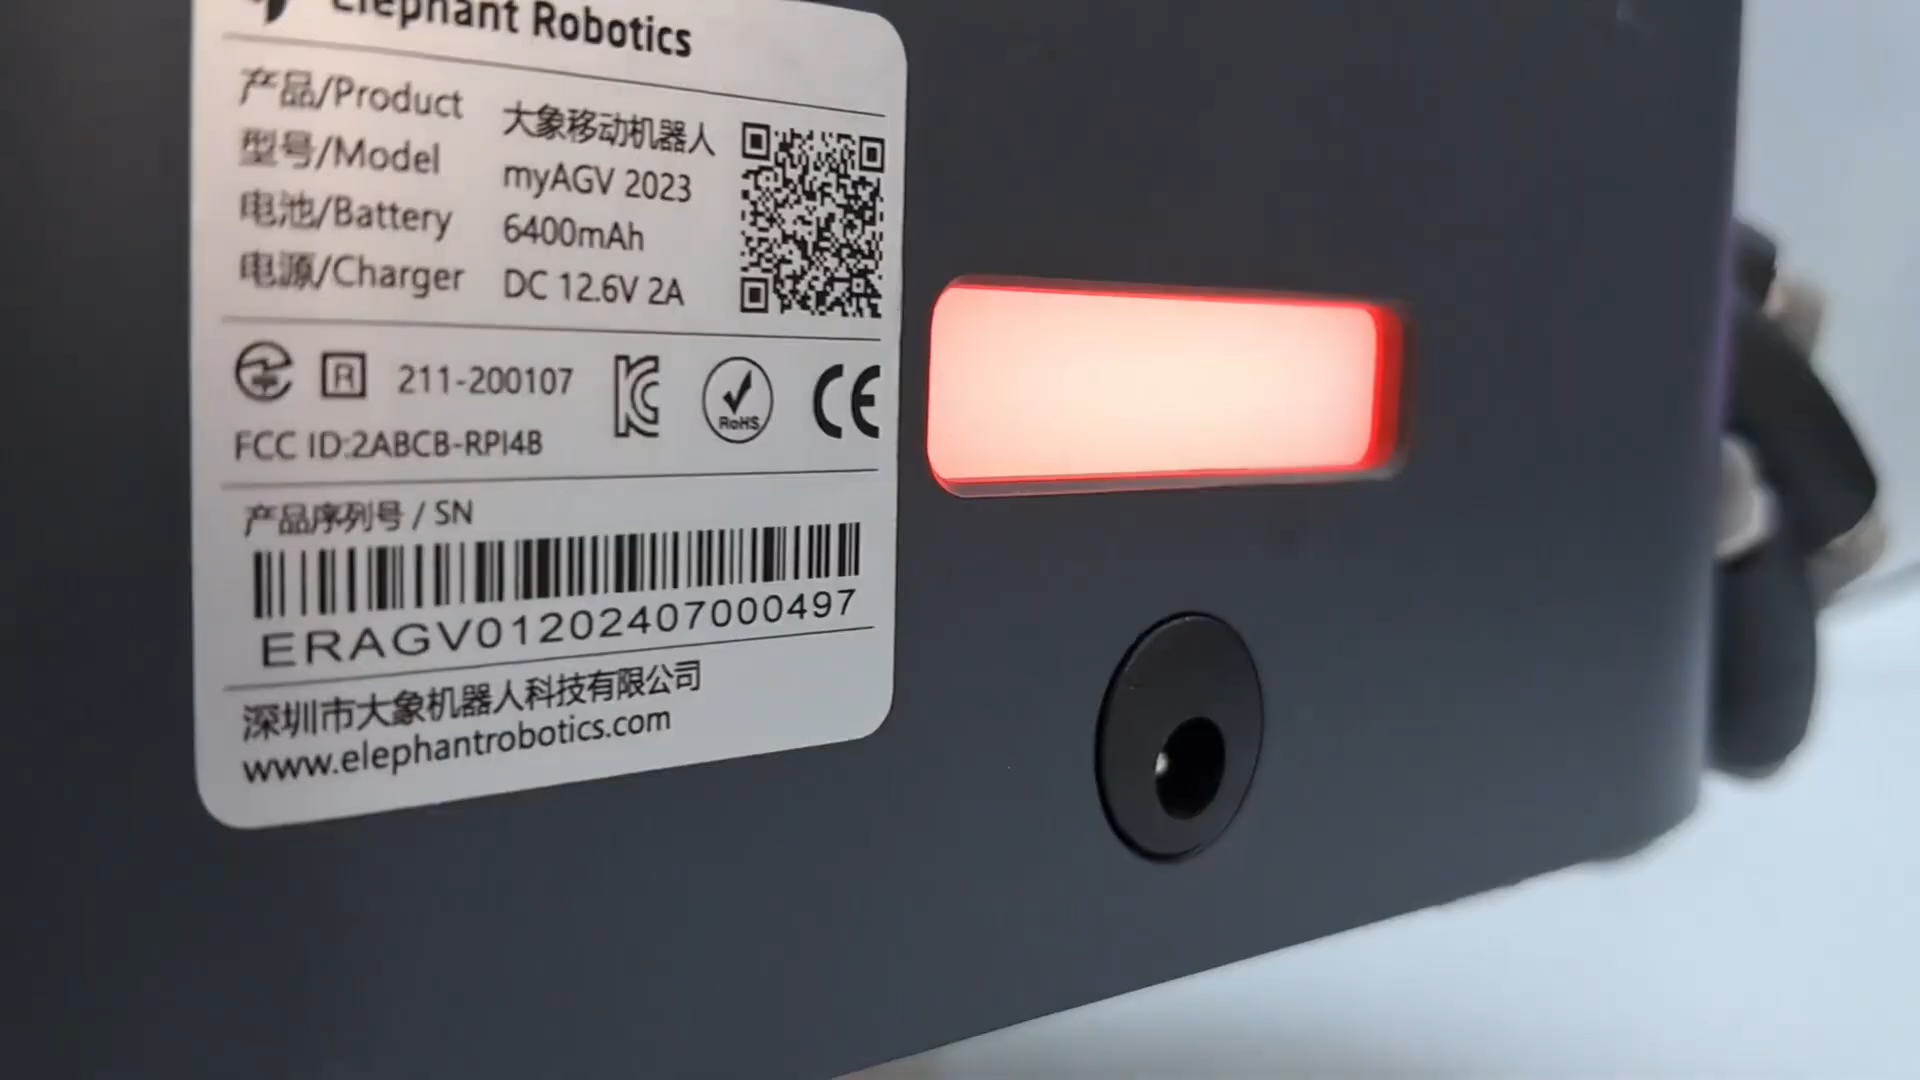 Elephant Robotics
产品/Product 大象移动机器人
型号/Model myAGV 2023
电池/Battery 6400mAh
电源/Charger DC 12.6V 2A
R 211-200107
RoHS
CE
FCC ID:2ABCB-RPI4B
产品序列号 / SN
ERAGV01202407000497
深圳市大象机器人科技有限公司
www.elephantrobotics.com